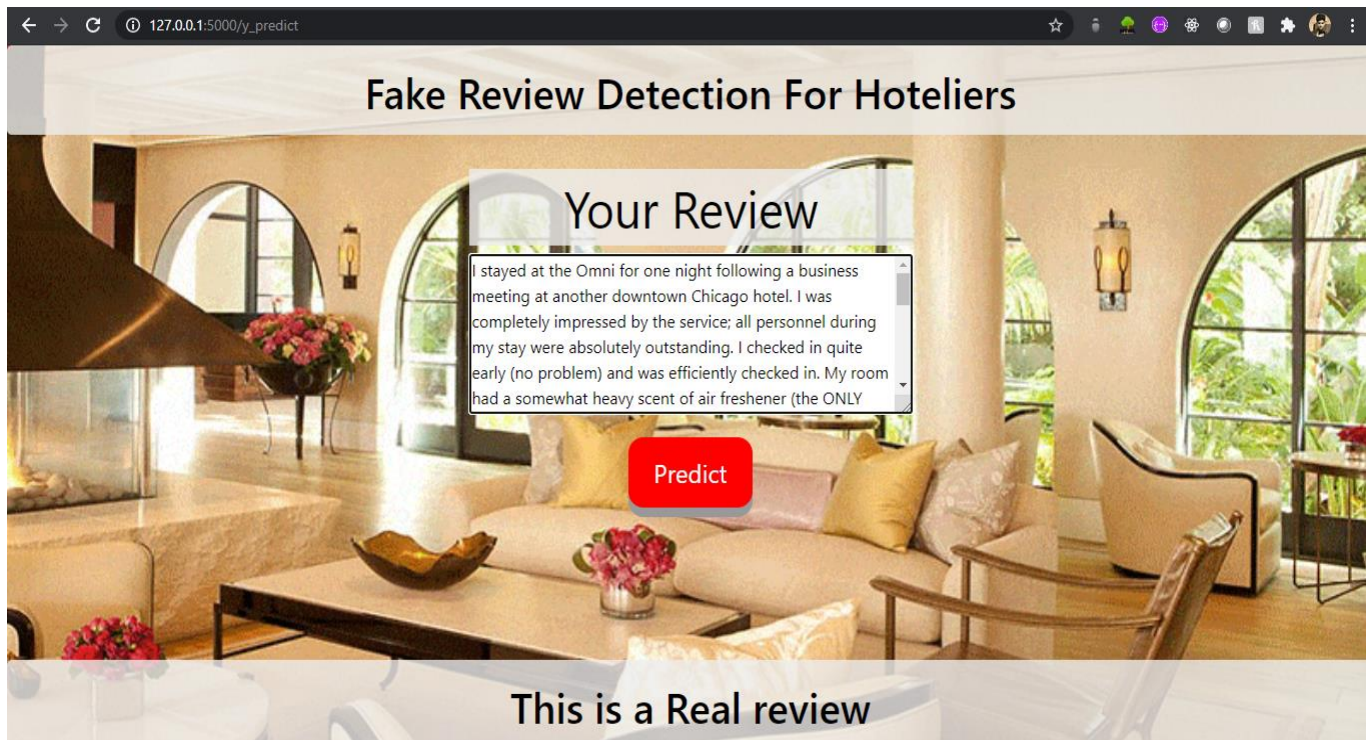 127.0.0.1:5000/y_predict
Fake Review Detection For Hoteliers
Your Review
I stayed at the Omni for one night following a business
meeting at another downtown Chicago hotel. I was
completely impressed by the service; all personnel during
my stay were absolutely outstanding. I checked in quite
early (no problem) and was efficiently checked in. My room
had a somewhat heavy scent of air freshener (the ONLY
Predict
This is a Real review